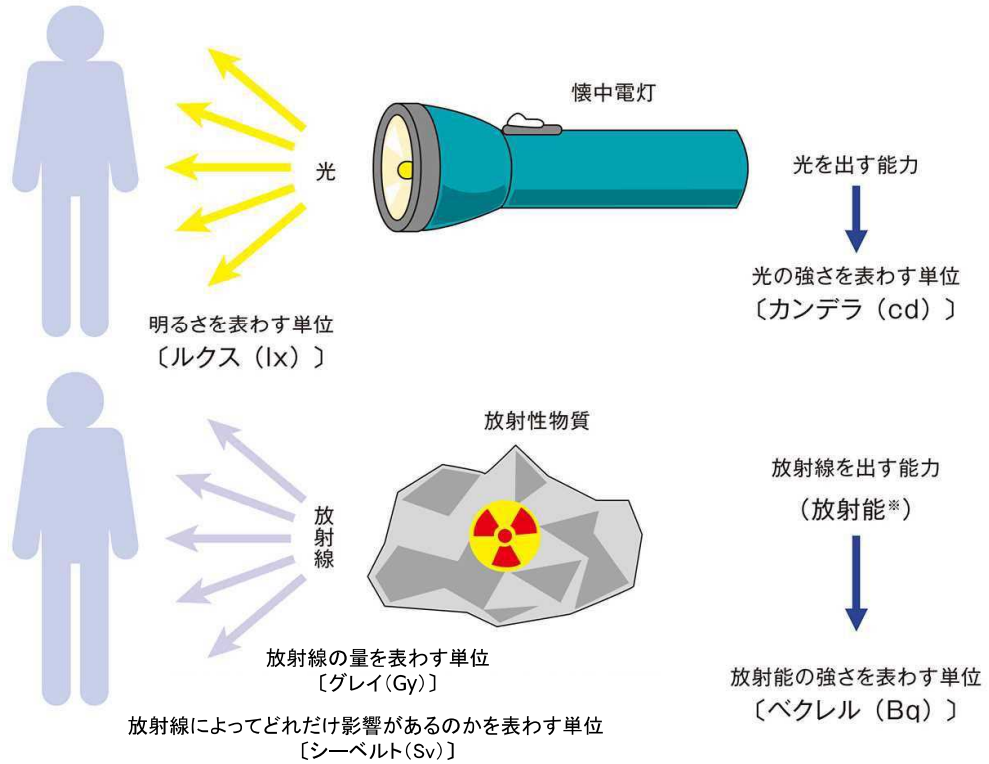 懐中電灯
光
光を出す能力
光の強さを表わす単位
〔カンデラ（cd）〕
明るさを表わす単位
〔ルクス（lx）〕
放射性物質
放射線
放射線を出す能力
（放射能※）
放射線の量を表わす単位
〔グレイ（Gy）〕
放射能の強さを表わす単位
〔ベクレル（Bq）〕
放射線によってどれだけ影響があるのかを表わす単位
〔シーベルト（Sv）〕